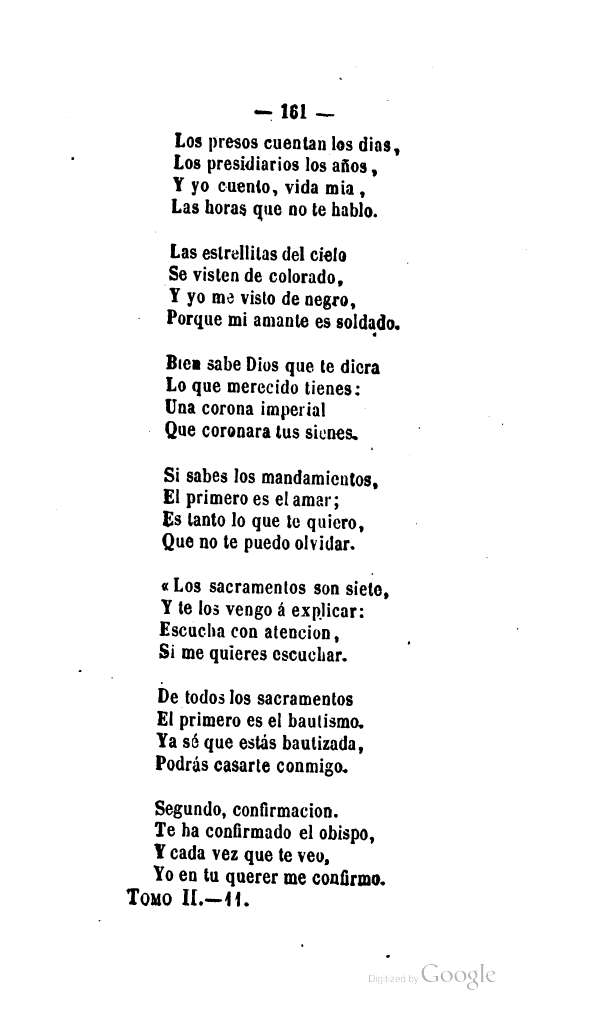 — 161 —
Los presos cuentan los dias,
Los presidiarios los años,
Y yo cuento, vida mia,
Las horas que no te hablo.

Las estrellitas del cielo
Se visten de colorado,
Y yo me visto de negro,
Porque mi amante es soldado.

Bien sabe Dios que te diera
Lo que merecido tienes:
Una corona imperial
Que coronara tus sienes.

Si sabes los mandamientos,
El primero es el amar;
Es tanto lo que te quiero,
Que no te puedo olvidar.

«Los sacramentos son siete,
Y te los vengo á explicar:
Escucha con atencion,
Si me quieres escuchar.

De todos los sacramentos
El primero es el bautismo.
Ya sé que estás bautizada,
Podrás casarte conmigo.

Segundo, confirmacion.
Te ha confirmado el obispo,
Y cada vez que te veo,
Yo en tu querer me confirmo.
TOMO II.—11.
Digitized by Google